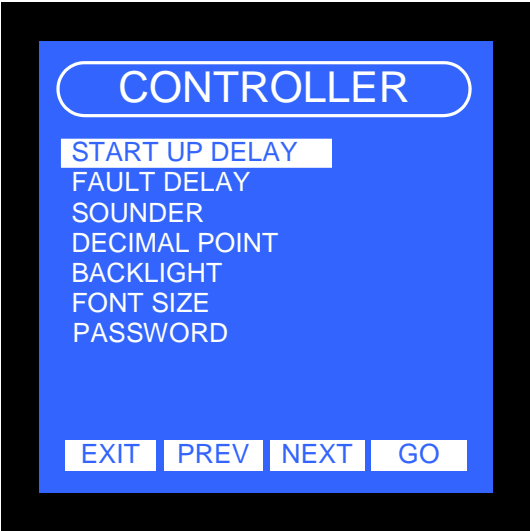 CONTROLLER
START UP DELAY
FAULT DELAY
SOUNDER
DECIMAL POINT
BACKLIGHT
FONT SIZE
PASSWORD
EXIT PREV NEXT GO